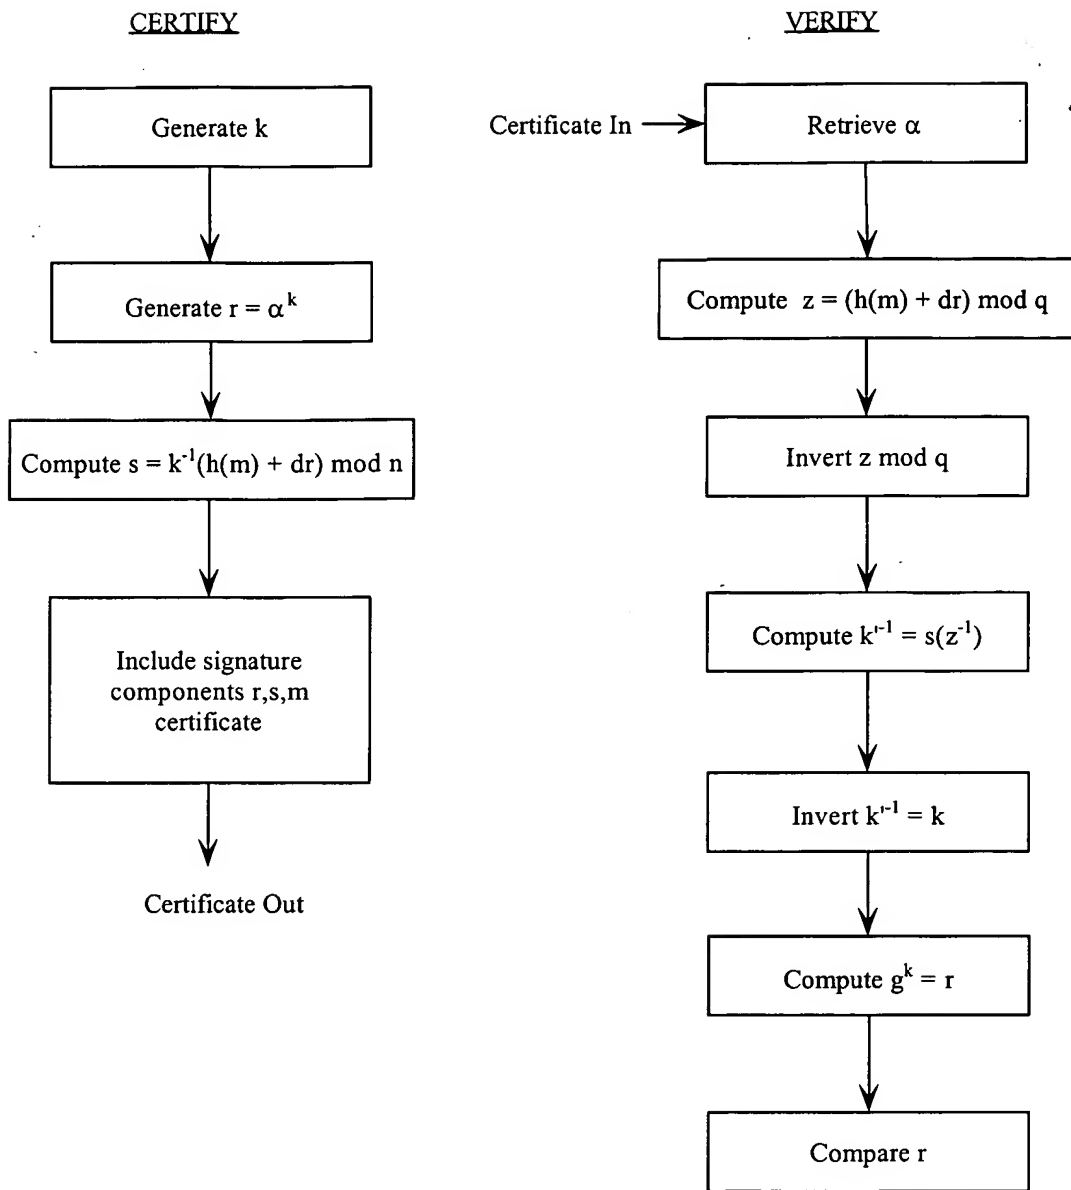 CERTIFY
Generate k
Generate r = α^k
Compute s = k^-1(h(m) + dr) mod n
Include signature
components r,s,m
certificate
Certificate Out
VERIFY
Certificate In
Retrieve α
Compute z = (h(m) + dr) mod q
Invert z mod q
Compute k'^-1 = s(z^-1)
Invert k'^-1 = k
Compute g^k = r
Compare r